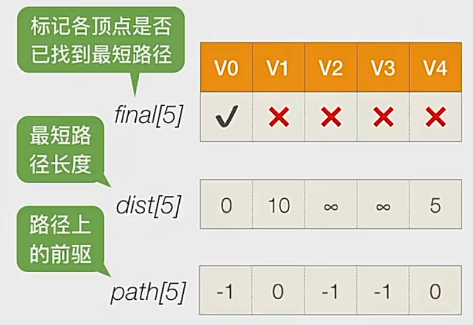 标记各顶点是否
已找到最短路径
V0 V1 V2 V3 V4
final[5] ✓ ✗ ✗ ✗ ✗
最短路
径长度
dist[5] 0 10 ∞ ∞ 5
路径上
的前驱
path[5] -1 0 -1 -1 0